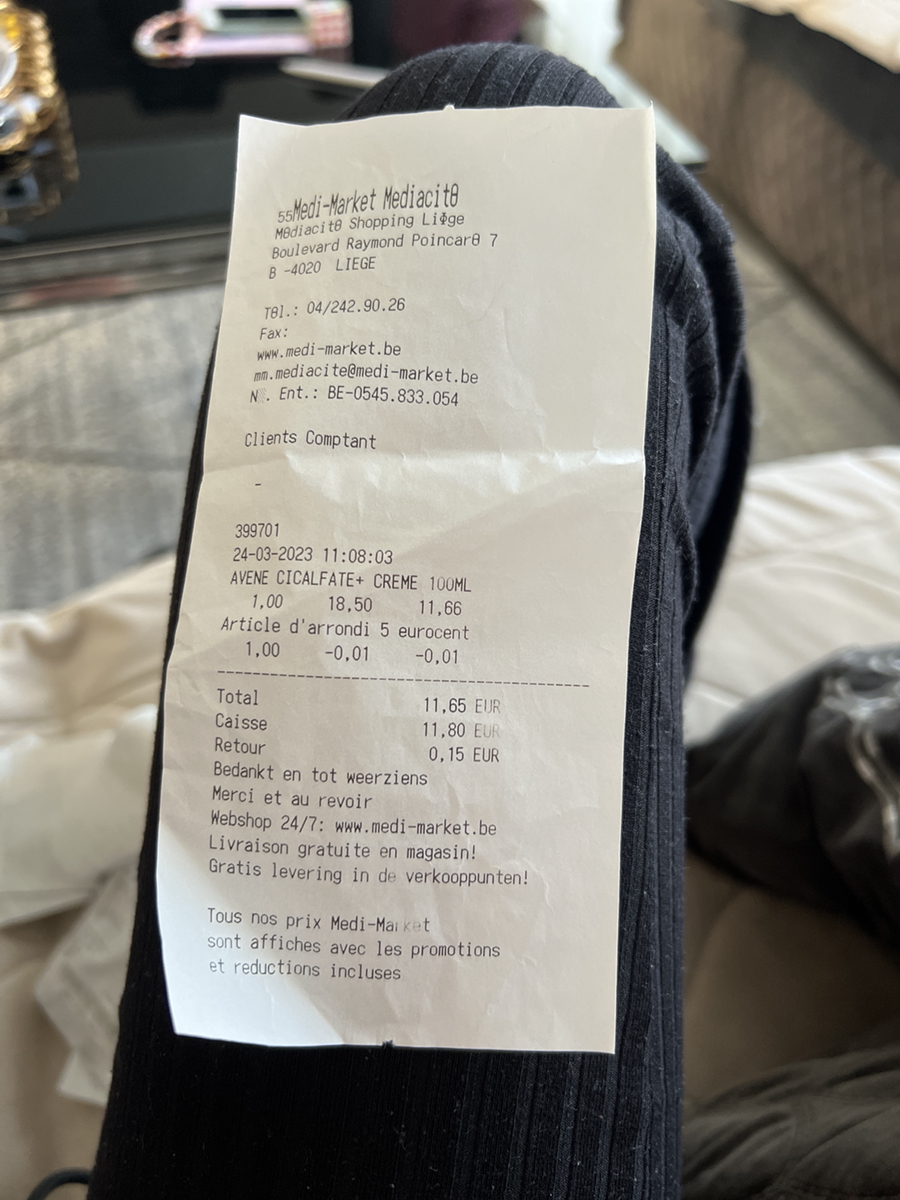 55Medi-Market Mediacitθ
Mθdiacitθ Shopping LiΦge
Boulevard Raymond Poincarθ 7
B -4020 LIEGE
Tθl.: 04/242.90.26
Fax:
www.medi-market.be
mm.mediacite@medi-market.be
N░. Ent.: BE-0545.833.054
Clients Comptant
-
399701
24-03-2023 11:08:03
AVENE CICALFATE+ CREME 100ML
1,00 18,50 11,66
Article d'arrondi 5 eurocent
1,00 -0,01 -0,01
--------------------------------------------
Total 11,65 EUR
Caisse 11,80 EUR
Retour 0,15 EUR
Bedankt en tot weerziens
Merci et au revoir
Webshop 24/7: www.medi-market.be
Livraison gratuite en magasin!
Gratis levering in de verkooppunten!
Tous nos prix Medi-Market
sont affiches avec les promotions
et reductions incluses